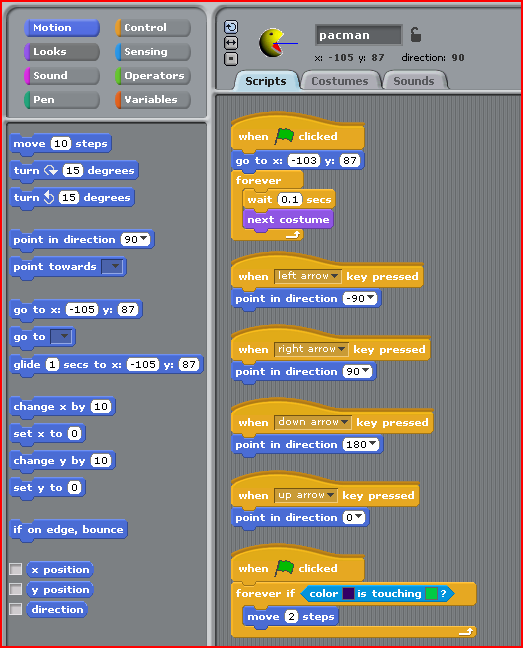 Motion
Control
Looks
Sensing
Sound
Operators
Pen
Variables
move 10 steps
turn 15 degrees
turn 15 degrees
point in direction 90
point towards
go to x: -105 y: 87
go to
glide 1 secs to x: -105 y: 87
change x by 10
set x to 0
change y by 10
set y to 0
if on edge, bounce
x position
y position
direction
pacman
x: -105 y: 87 direction: 90
Scripts Costumes Sounds
when clicked
go to x: -103 y: 87
forever
wait 0.1 secs
next costume
when left arrow key pressed
point in direction -90
when right arrow key pressed
point in direction 90
when down arrow key pressed
point in direction 180
when up arrow key pressed
point in direction 0
when clicked
forever if color is touching ?
move 2 steps